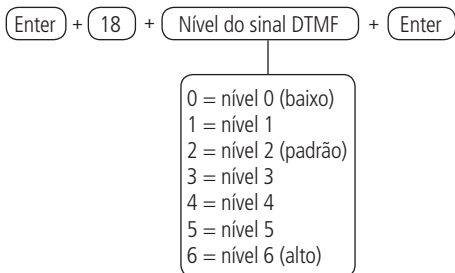 Enter + 18 + Nível do sinal DTMF + Enter
0 = nível 0 (baixo)
1 = nível 1
2 = nível 2 (padrão)
3 = nível 3
4 = nível 4
5 = nível 5
6 = nível 6 (alto)